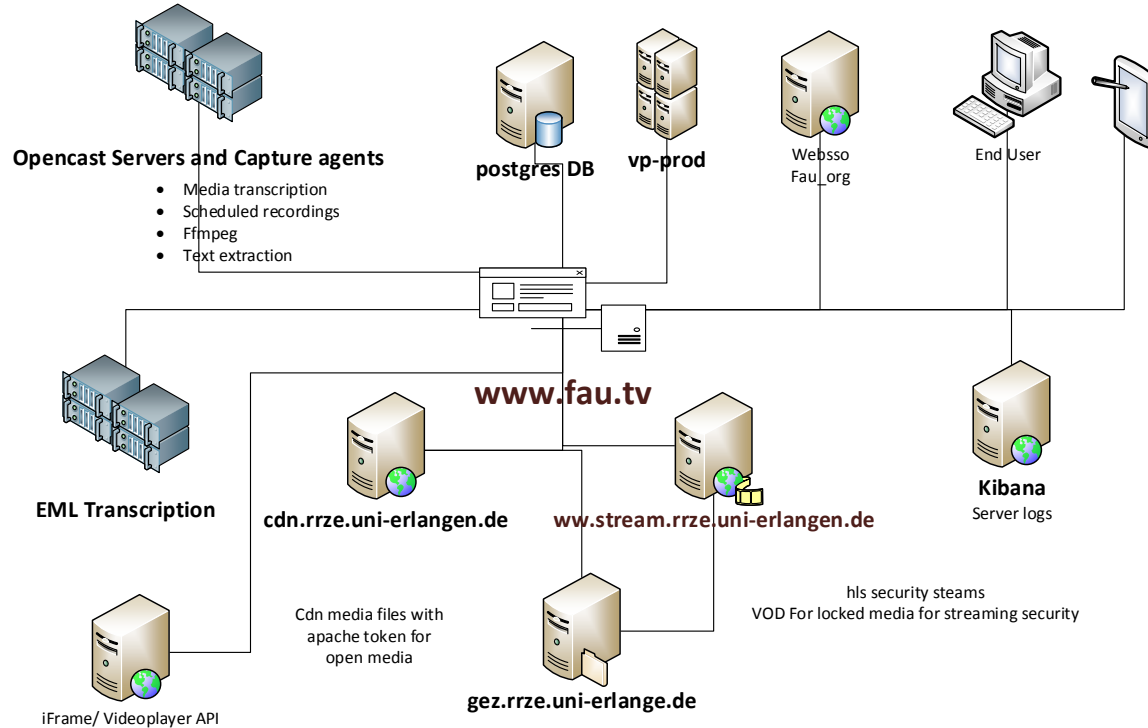 Opencast Servers and Capture agents
• Media transcription
• Scheduled recordings
• Ffmpeg
• Text extraction
postgres DB
vp-prod
Websso
Fau_org
End User
www.fau.tv
EML Transcription
cdn.rrze.uni-erlangen.de
ww.stream.rrze.uni-erlangen.de
Kibana
Server logs
Cdn media files with
apache token for
open media
hls security steams
VOD For locked media for streaming security
gez.rrze.uni-erlange.de
iFrame/ Videoplayer API